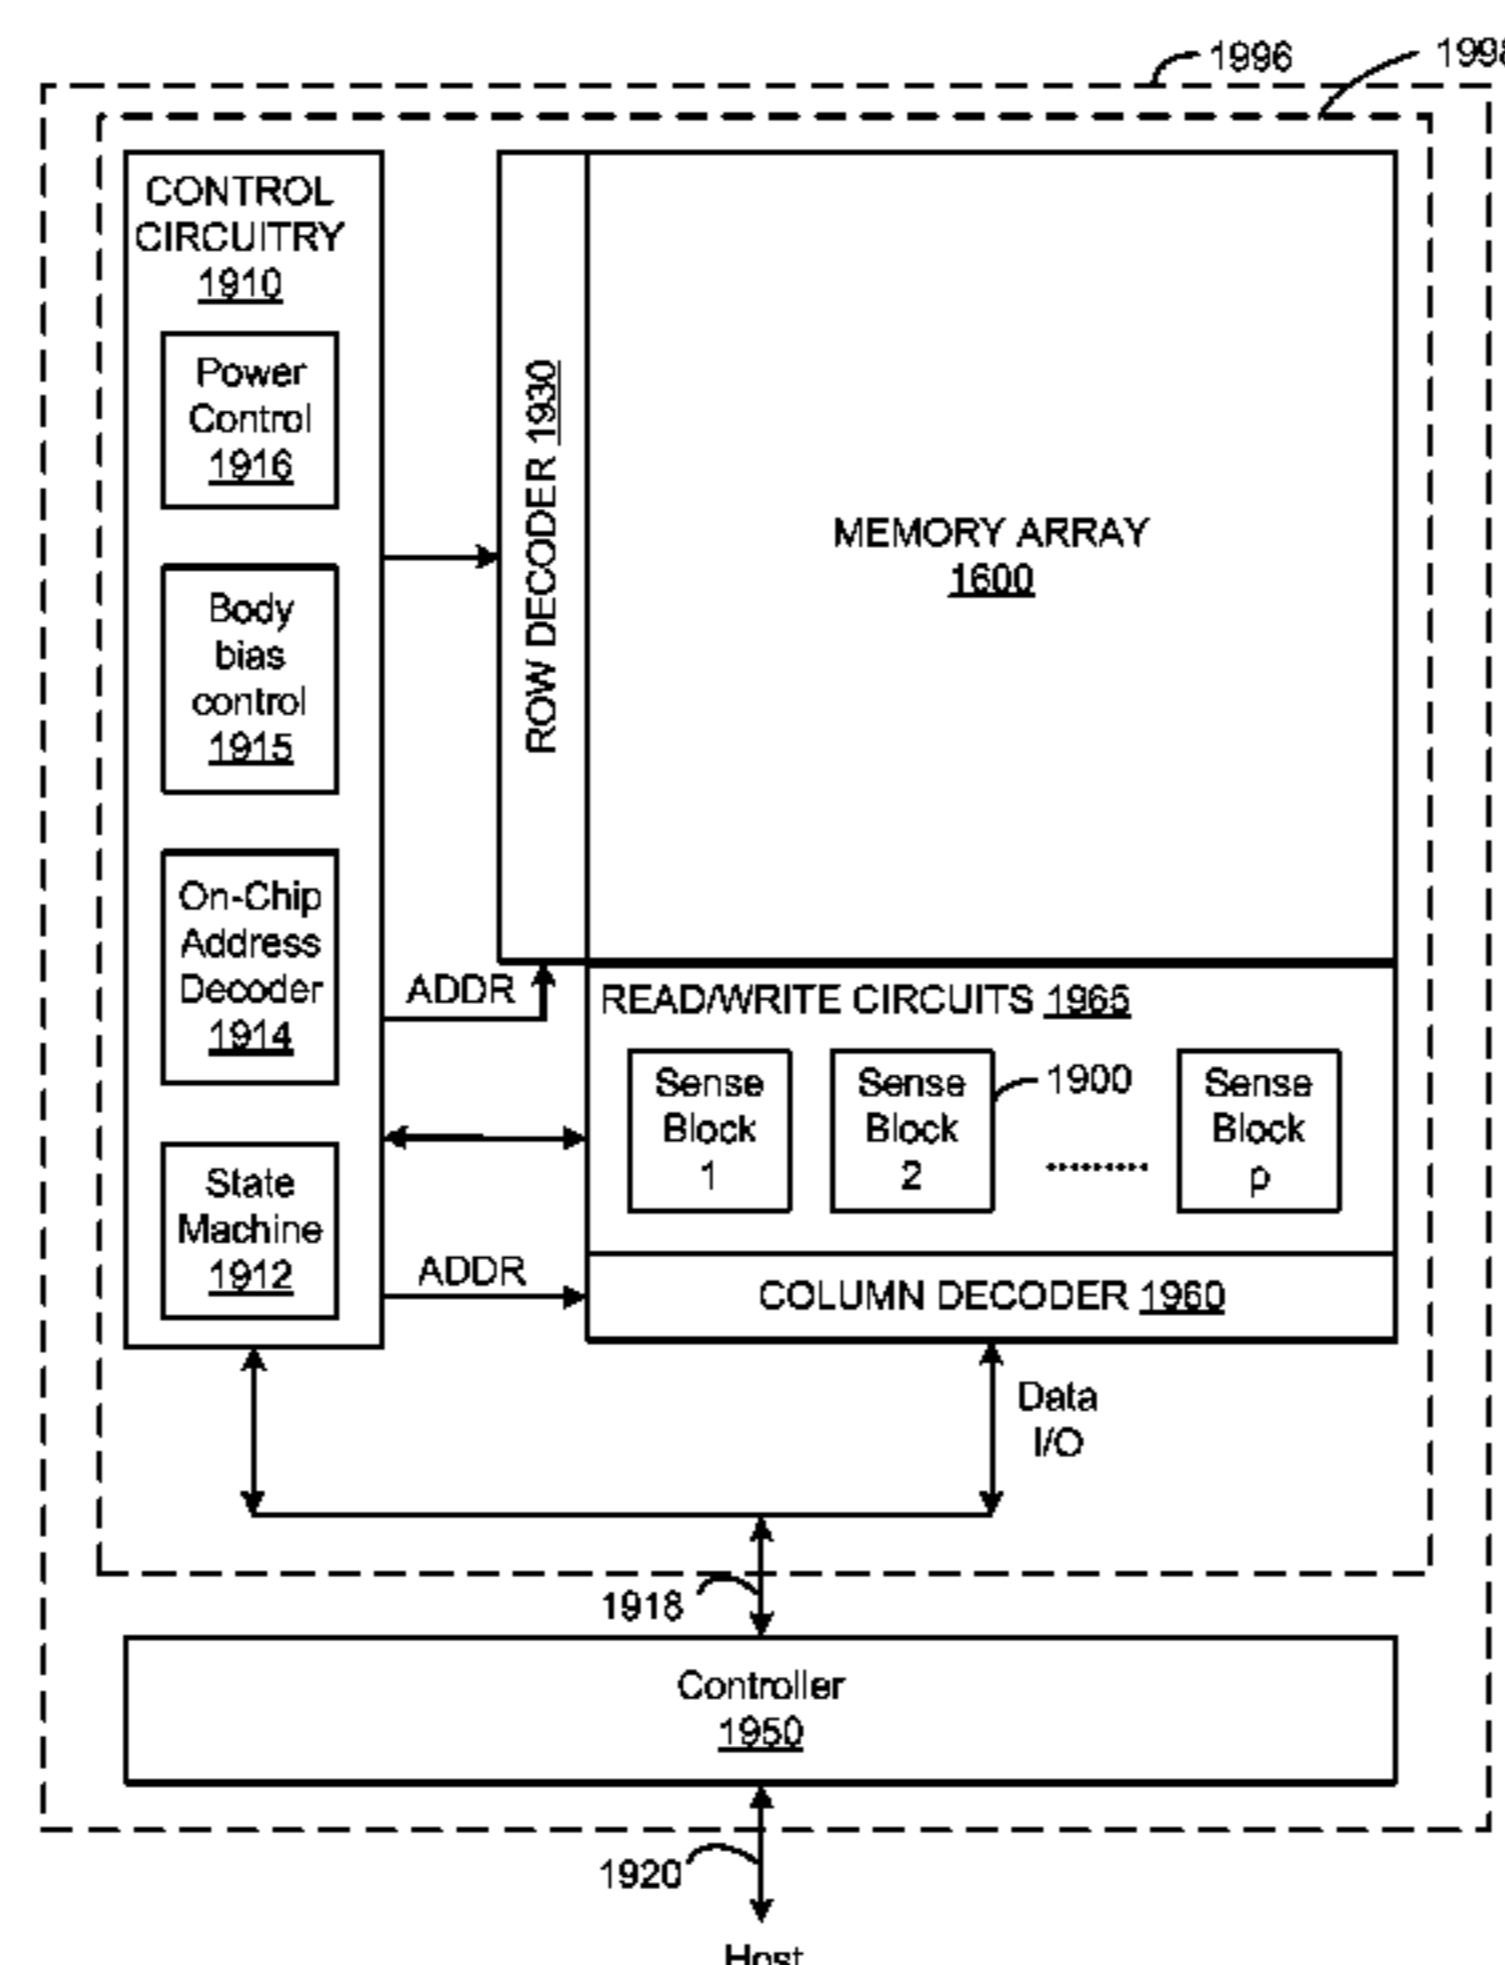 1996
1998
CONTROL
CIRCUITRY
1910
Power
Control
1916
Body
bias
control
1915
On-Chip
Address
Decoder
1914
State
Machine
1912
ROW DECODER 1930
MEMORY ARRAY
1600
ADDR
READ/WRITE CIRCUITS 1965
Sense
Block
1
Sense
Block
2
1900
.........
Sense
Block
p
ADDR
COLUMN DECODER 1960
Data
I/O
1918
Controller
1950
1920
Host